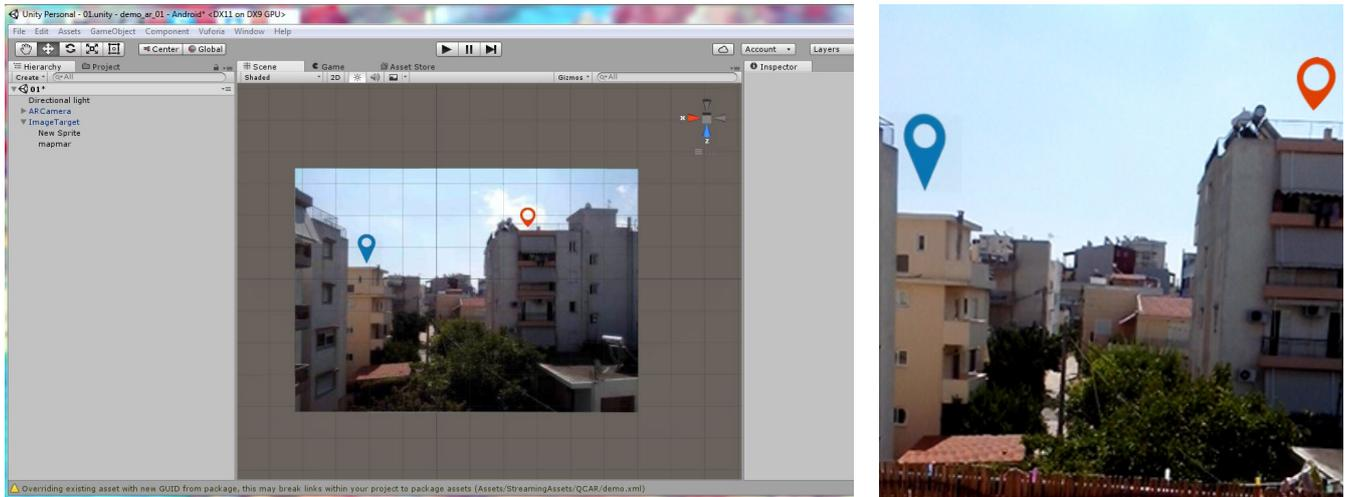 Unity Personal - 01.unity - demo_ar_01 - Android* <DX11 on DX9 GPU>
File Edit Assets GameObject Component Vuforia Window Help
Center Global Account Layers
Hierarchy Project Scene Game Asset Store Inspector
Create All Shaded 2D Gizmos All
01*
Directional light
ARCamera
ImageTarget
New Sprite
mapmar
x
z
Overriding existing asset with new GUID from package, this may break links within your project to package assets (Assets/StreamingAssets/QCAR/demo.xml)